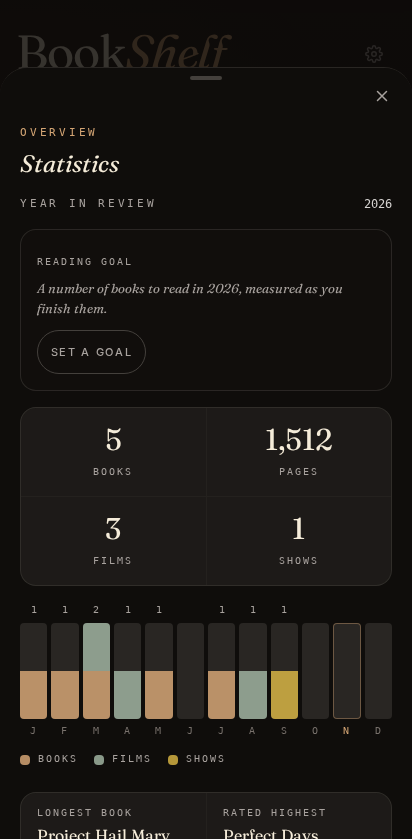 BookShelf
OVERVIEW
Statistics
YEAR IN REVIEW 2026
READING GOAL
A number of books to read in 2026, measured as you
finish them.
SET A GOAL
5 1,512
BOOKS PAGES
3 1
FILMS SHOWS
1 1 2 1 1 1 1 1
J F M A M J J A S O N D
BOOKS FILMS SHOWS
LONGEST BOOK RATED HIGHEST
Project Hail Mary Perfect Days